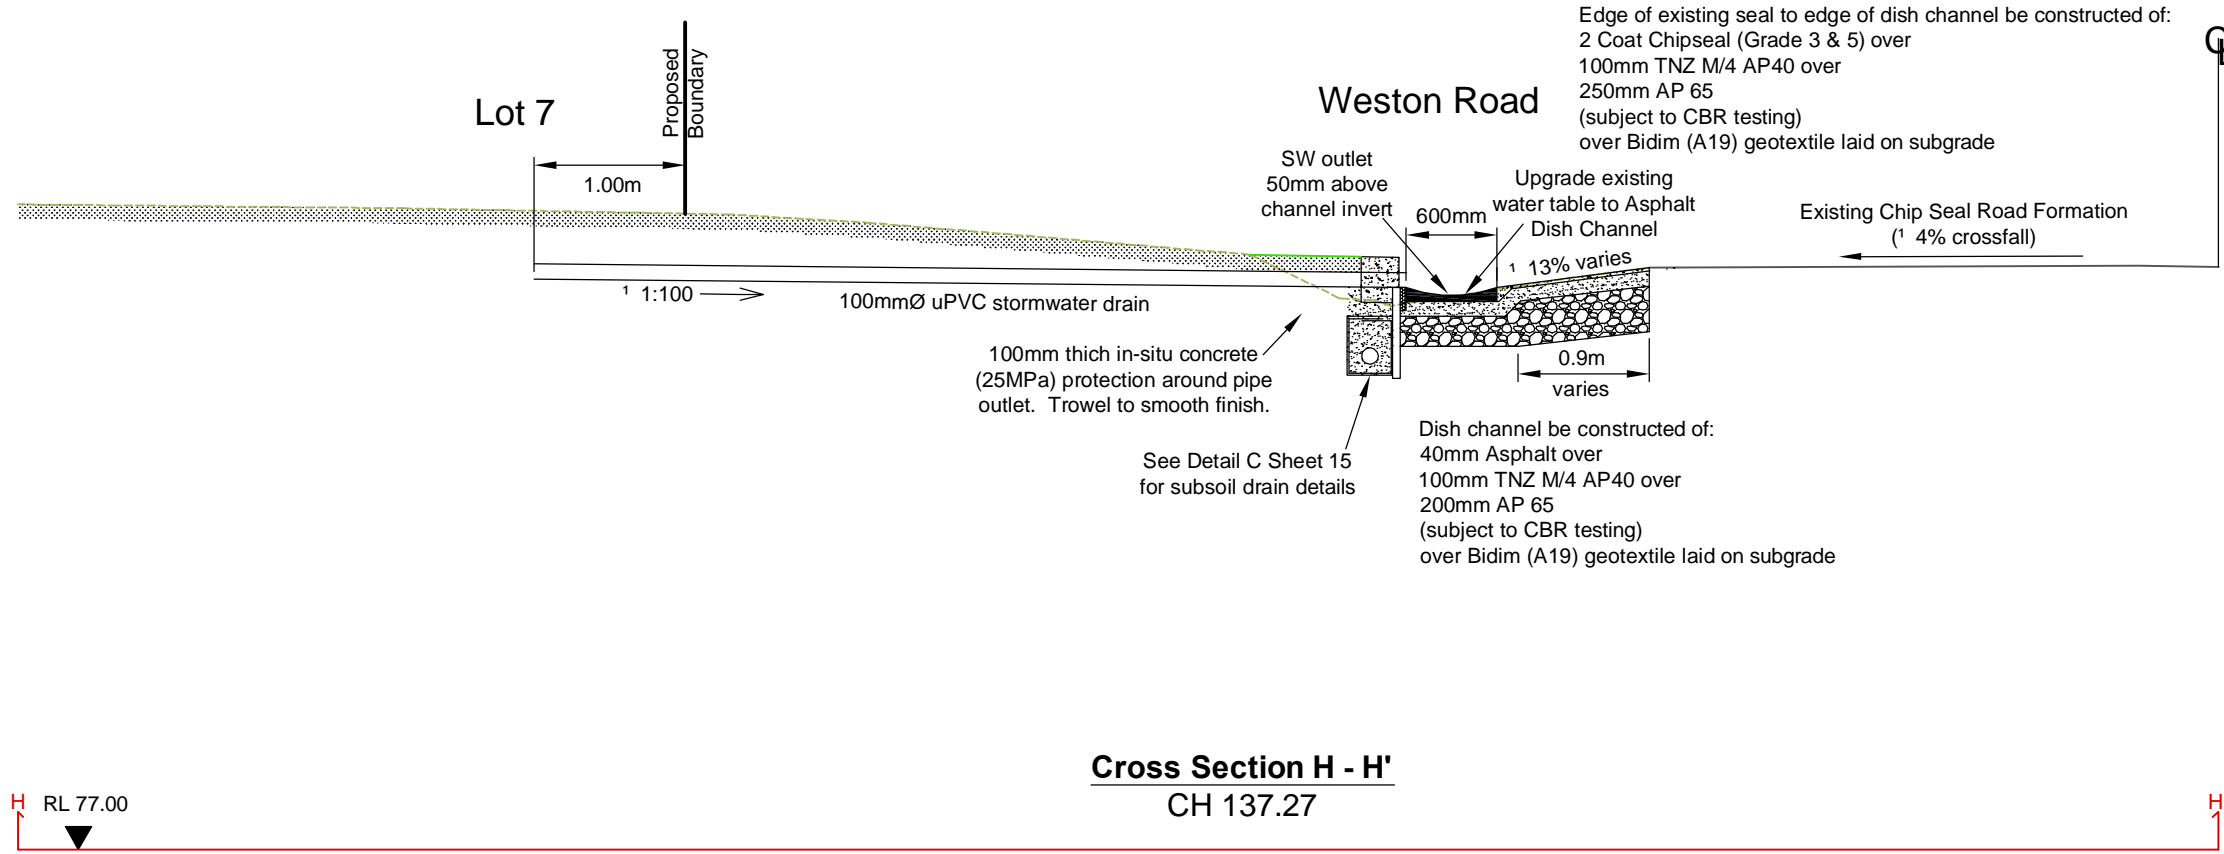 Edge of existing seal to edge of dish channel be constructed of:
2 Coat Chipseal (Grade 3 & 5) over
100mm TNZ M/4 AP40 over
250mm AP 65
(subject to CBR testing)
over Bidim (A19) geotextile laid on subgrade
Proposed
Boundary
Lot 7
Weston Road
1.00m
SW outlet
50mm above
channel invert
600mm
Upgrade existing
water table to Asphalt
Dish Channel
Existing Chip Seal Road Formation
(¹ 4% crossfall)
¹ 13% varies
¹ 1:100
100mmØ uPVC stormwater drain
100mm thich in-situ concrete
(25MPa) protection around pipe
outlet. Trowel to smooth finish.
0.9m
varies
See Detail C Sheet 15
for subsoil drain details
Dish channel be constructed of:
40mm Asphalt over
100mm TNZ M/4 AP40 over
200mm AP 65
(subject to CBR testing)
over Bidim (A19) geotextile laid on subgrade
Cross Section H - H'
CH 137.27
H RL 77.00
H